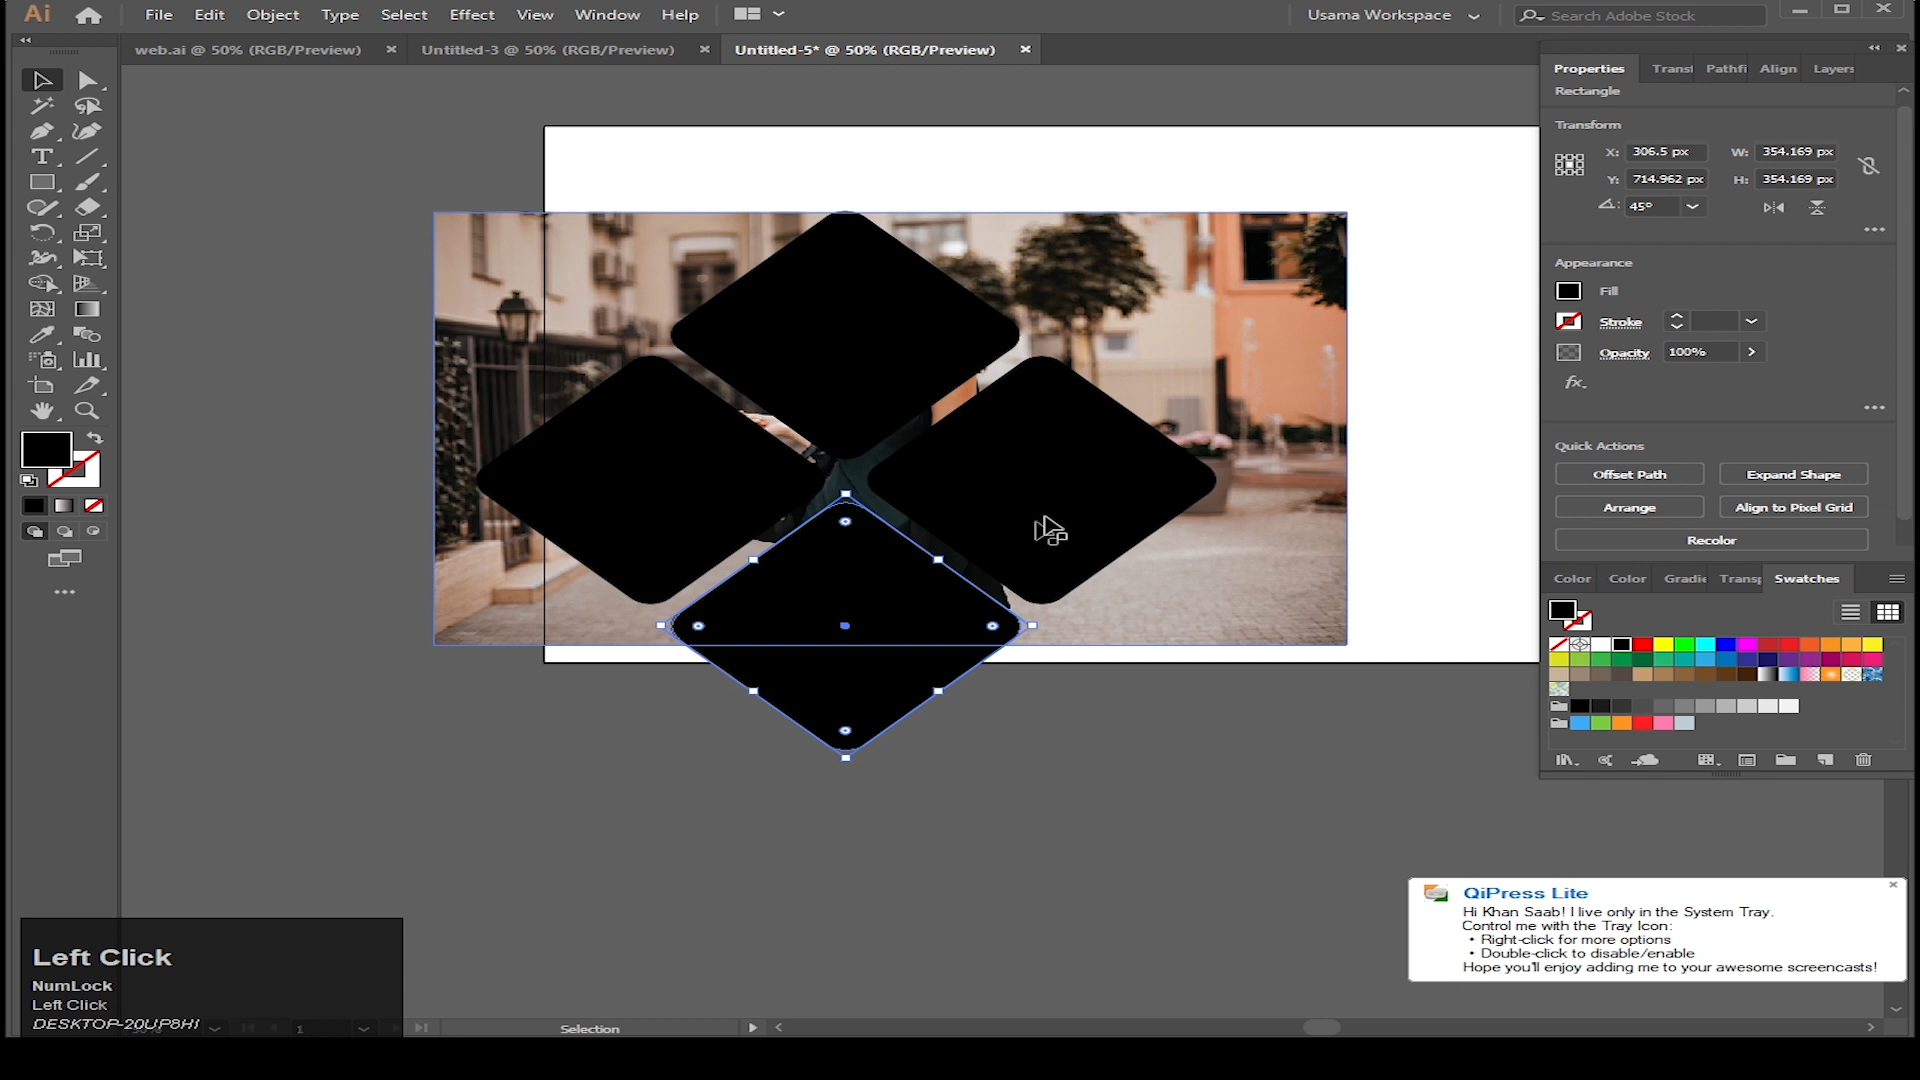 Ai File Edit Object Type Select Effect View Window Help Usama Workspace Search Adobe Stock
web.ai @ 50% (RGB/Preview) × Untitled-3 @ 50% (RGB/Preview) × Untitled-5* @ 50% (RGB/Preview) ×
Properties Transf Pathfi Align Layers
Rectangle
Transform
X: 306.5 px W: 354.169 px
Y: 714.962 px H: 354.169 px
45°
Appearance
Fill
Stroke
Opacity 100%
fx.
Quick Actions
Offset Path Expand Shape
Arrange Align to Pixel Grid
Recolor
Color Color Gradie Transp Swatches
QiPress Lite
Hi Khan Saab! I live only in the System Tray.
Control me with the Tray Icon:
• Right-click for more options
• Double-click to disable/enable
Hope you'll enjoy adding me to your awesome screencasts!
Left Click
NumLock
Left Click
DESKTOP-20UP8HI
1 Selection